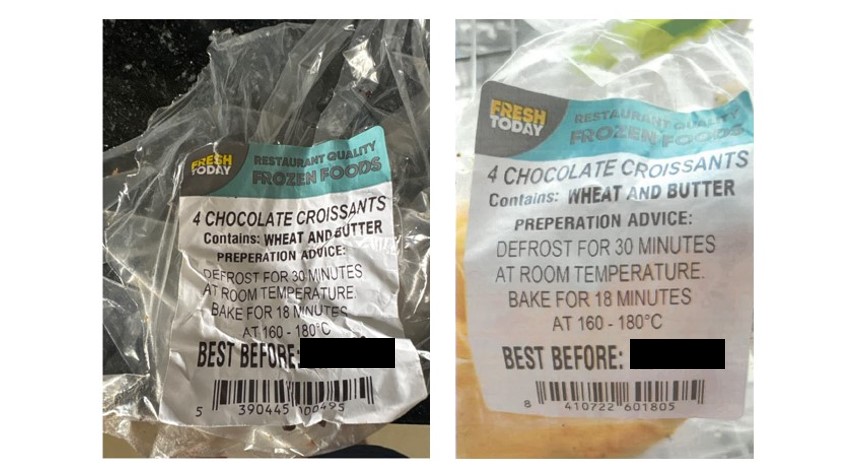 FRESH
TODAY
RESTAURANT QUALITY
FROZEN FOODS
4 CHOCOLATE CROISSANTS
Contains: WHEAT AND BUTTER
PREPERATION ADVICE:
DEFROST FOR 30 MINUTES
AT ROOM TEMPERATURE.
BAKE FOR 18 MINUTES
AT 160 - 180°C
BEST BEFORE:
5 390445 100495
FRESH
TODAY
RESTAURANT QUALITY
FROZEN FOODS
4 CHOCOLATE CROISSANTS
Contains: WHEAT AND BUTTER
PREPERATION ADVICE:
DEFROST FOR 30 MINUTES
AT ROOM TEMPERATURE.
BAKE FOR 18 MINUTES
AT 160 - 180°C
BEST BEFORE:
8 410722 601805